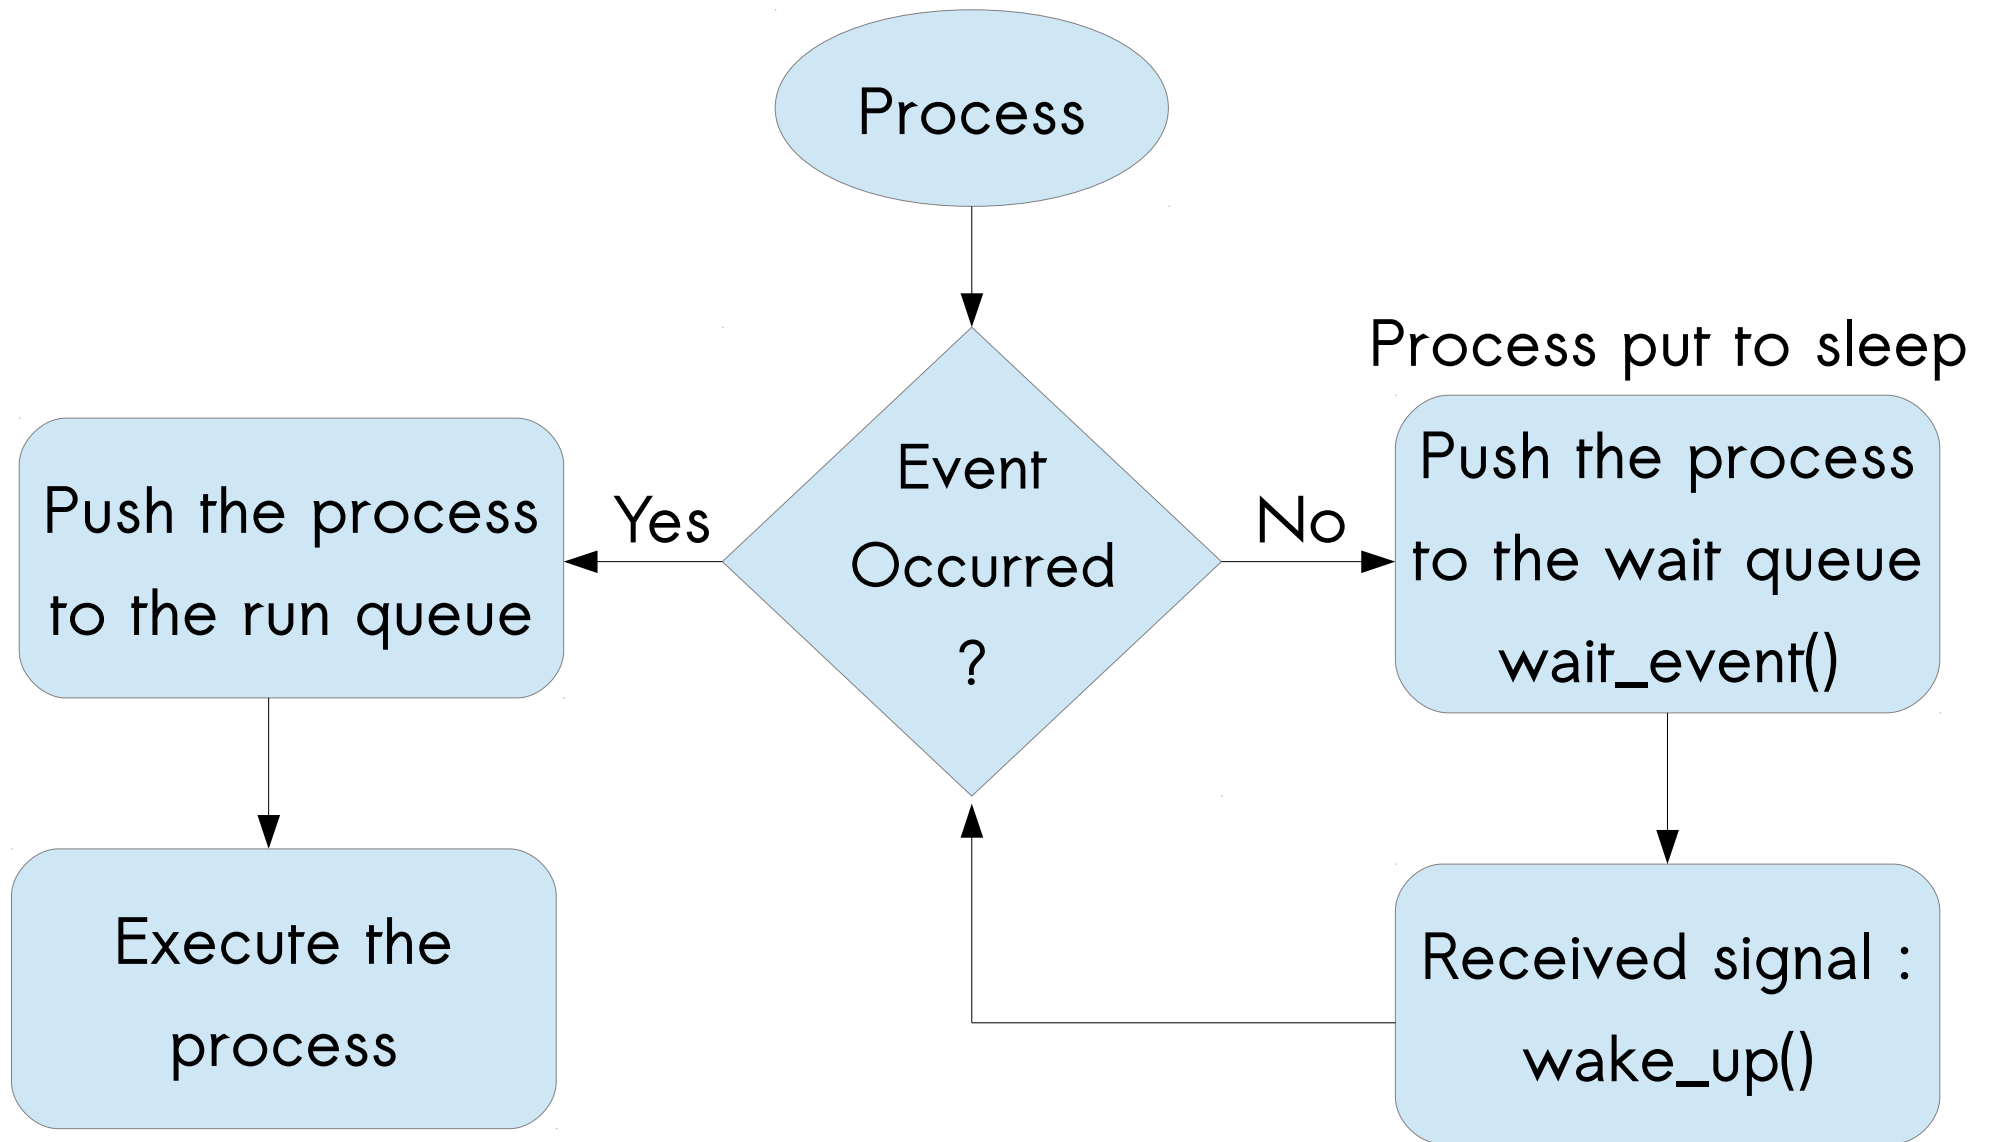 Process
Process put to sleep
Event
Occurred
?
Yes
No
Push the process
to the run queue
Push the process
to the wait queue
wait_event()
Execute the
process
Received signal :
wake_up()